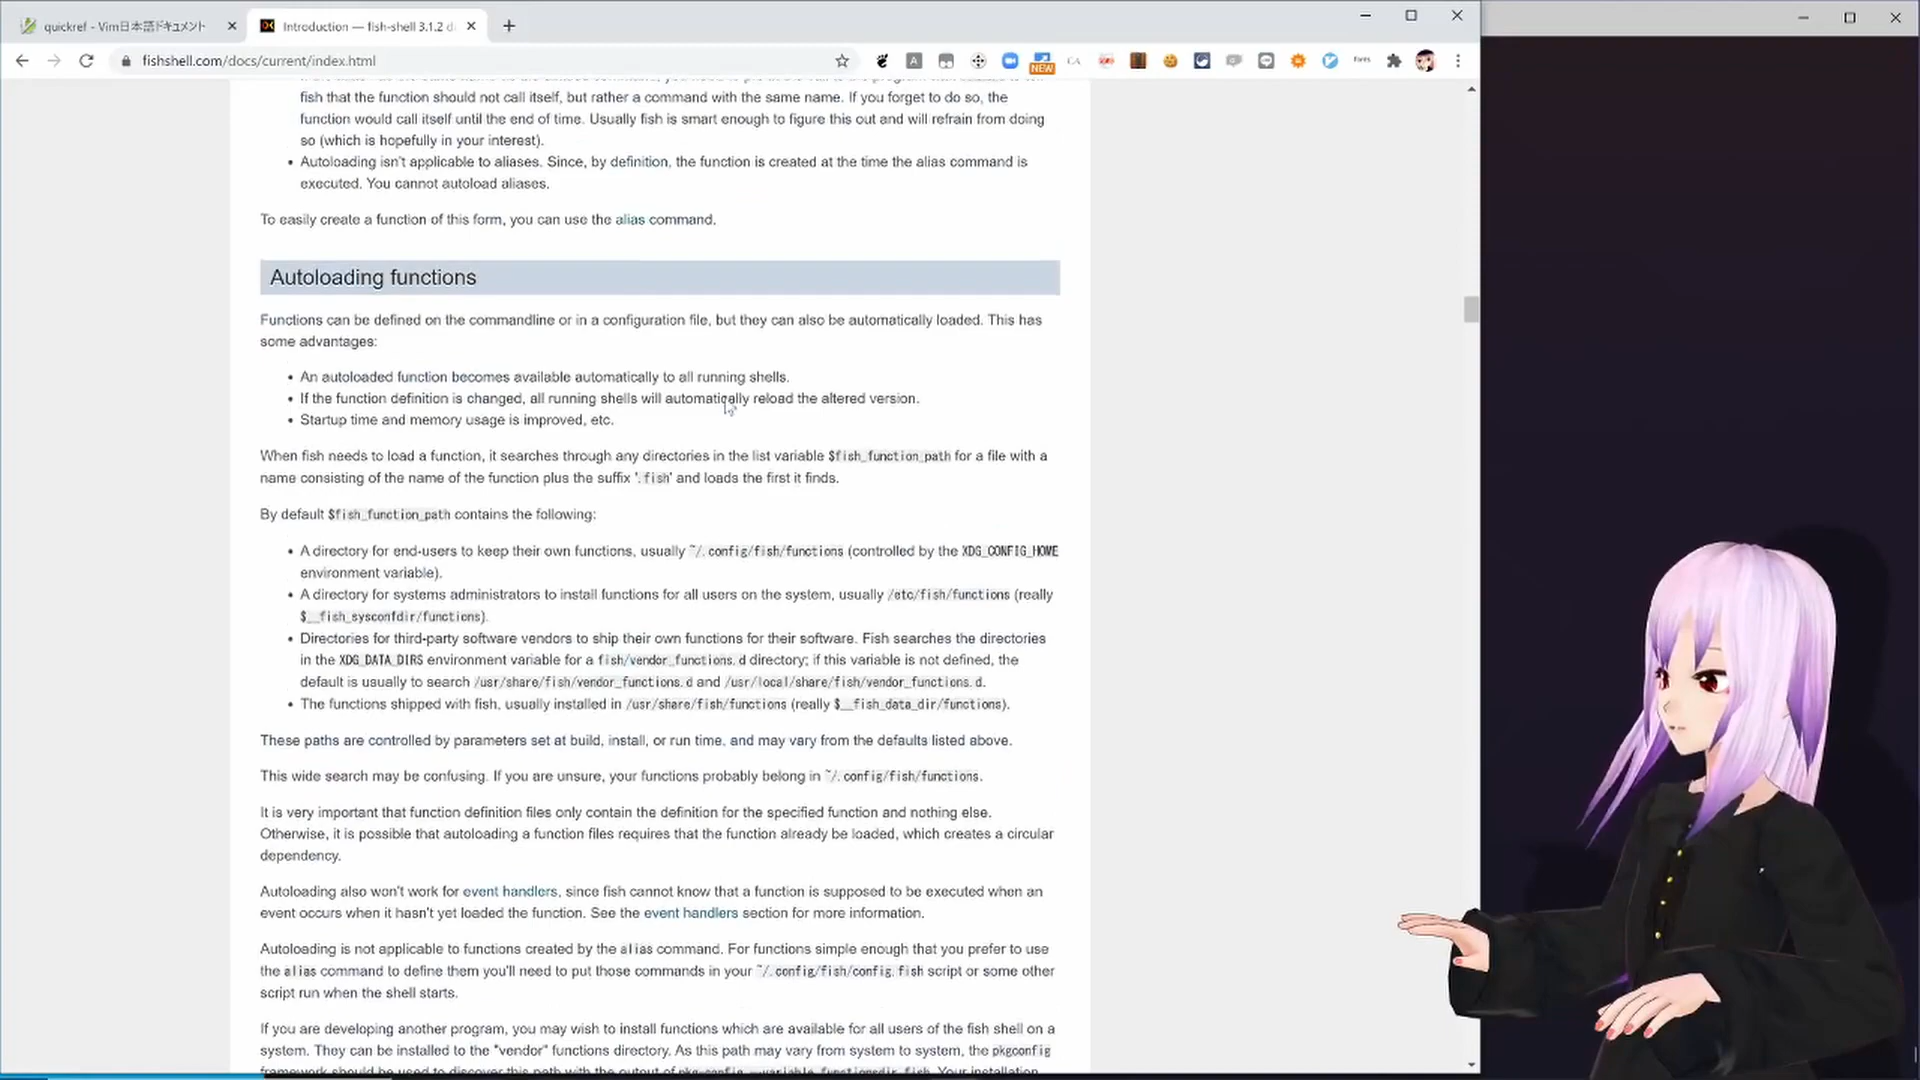 quickref - Vim日本語ドキュメント
Introduction — fish-shell 3.1.2 d
fishshell.com/docs/current/index.html
NEW
fish that the function should not call itself, but rather a command with the same name. If you forget to do so, the
function would call itself until the end of time. Usually fish is smart enough to figure this out and will refrain from doing
so (which is hopefully in your interest).
• Autoloading isn't applicable to aliases. Since, by definition, the function is created at the time the alias command is
executed. You cannot autoload aliases.
To easily create a function of this form, you can use the alias command.
Autoloading functions
Functions can be defined on the commandline or in a configuration file, but they can also be automatically loaded. This has
some advantages:
• An autoloaded function becomes available automatically to all running shells.
• If the function definition is changed, all running shells will automatically reload the altered version.
• Startup time and memory usage is improved, etc.
When fish needs to load a function, it searches through any directories in the list variable $fish_function_path for a file with a
name consisting of the name of the function plus the suffix '.fish' and loads the first it finds.
By default $fish_function_path contains the following:
• A directory for end-users to keep their own functions, usually ~/.config/fish/functions (controlled by the XDG_CONFIG_HOME
environment variable).
• A directory for systems administrators to install functions for all users on the system, usually /etc/fish/functions (really
$__fish_sysconfdir/functions).
• Directories for third-party software vendors to ship their own functions for their software. Fish searches the directories
in the XDG_DATA_DIRS environment variable for a fish/vendor_functions.d directory; if this variable is not defined, the
default is usually to search /usr/share/fish/vendor_functions.d and /usr/local/share/fish/vendor_functions.d.
• The functions shipped with fish, usually installed in /usr/share/fish/functions (really $__fish_data_dir/functions).
These paths are controlled by parameters set at build, install, or run time, and may vary from the defaults listed above.
This wide search may be confusing. If you are unsure, your functions probably belong in ~/.config/fish/functions.
It is very important that function definition files only contain the definition for the specified function and nothing else.
Otherwise, it is possible that autoloading a function files requires that the function already be loaded, which creates a circular
dependency.
Autoloading also won't work for event handlers, since fish cannot know that a function is supposed to be executed when an
event occurs when it hasn't yet loaded the function. See the event handlers section for more information.
Autoloading is not applicable to functions created by the alias command. For functions simple enough that you prefer to use
the alias command to define them you'll need to put those commands in your ~/.config/fish/config.fish script or some other
script run when the shell starts.
If you are developing another program, you may wish to install functions which are available for all users of the fish shell on a
system. They can be installed to the "vendor" functions directory. As this path may vary from system to system, the pkgconfig
framework should be used to discover this path with the output of pkg-config --variable functionsdir fish. Your installation